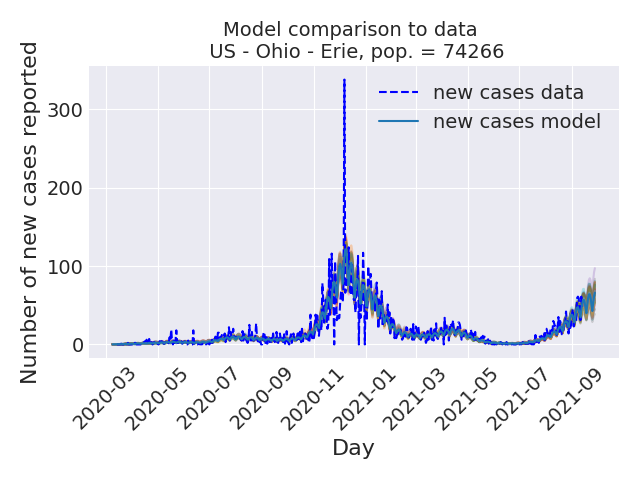 Model comparison to data
US - Ohio - Erie, pop. = 74266
Number of new cases reported
300
200
100
0
new cases data
new cases model
2020-03
2020-05
2020-07
2020-09
2020-11
2021-01
2021-03
2021-05
2021-07
2021-09
Day